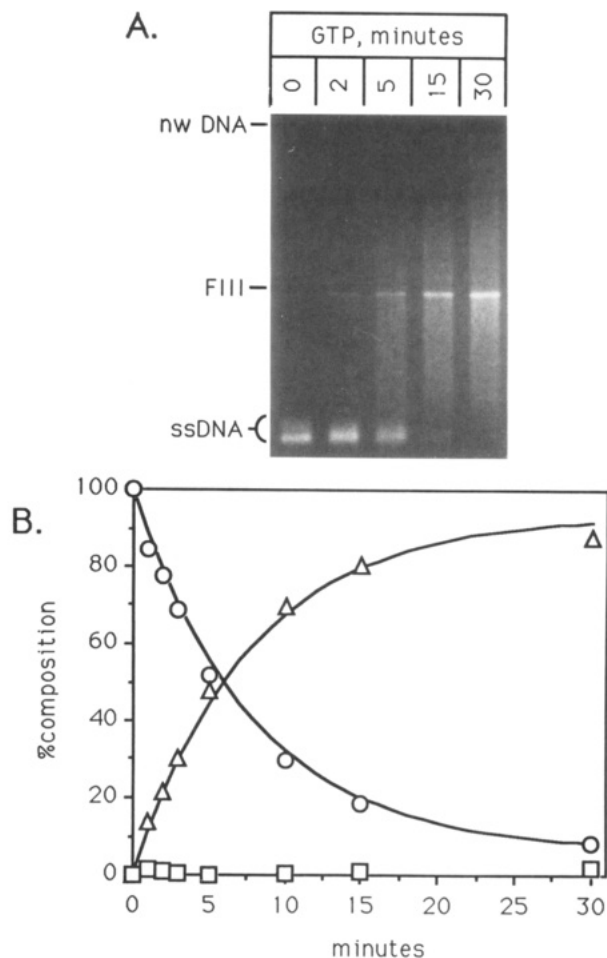 A.
GTP, minutes
0 2 5 15 30
nw DNA
FIII
ssDNA
B.
100
80
60
40
20
0
%composition
0 5 10 15 20 25 30
minutes